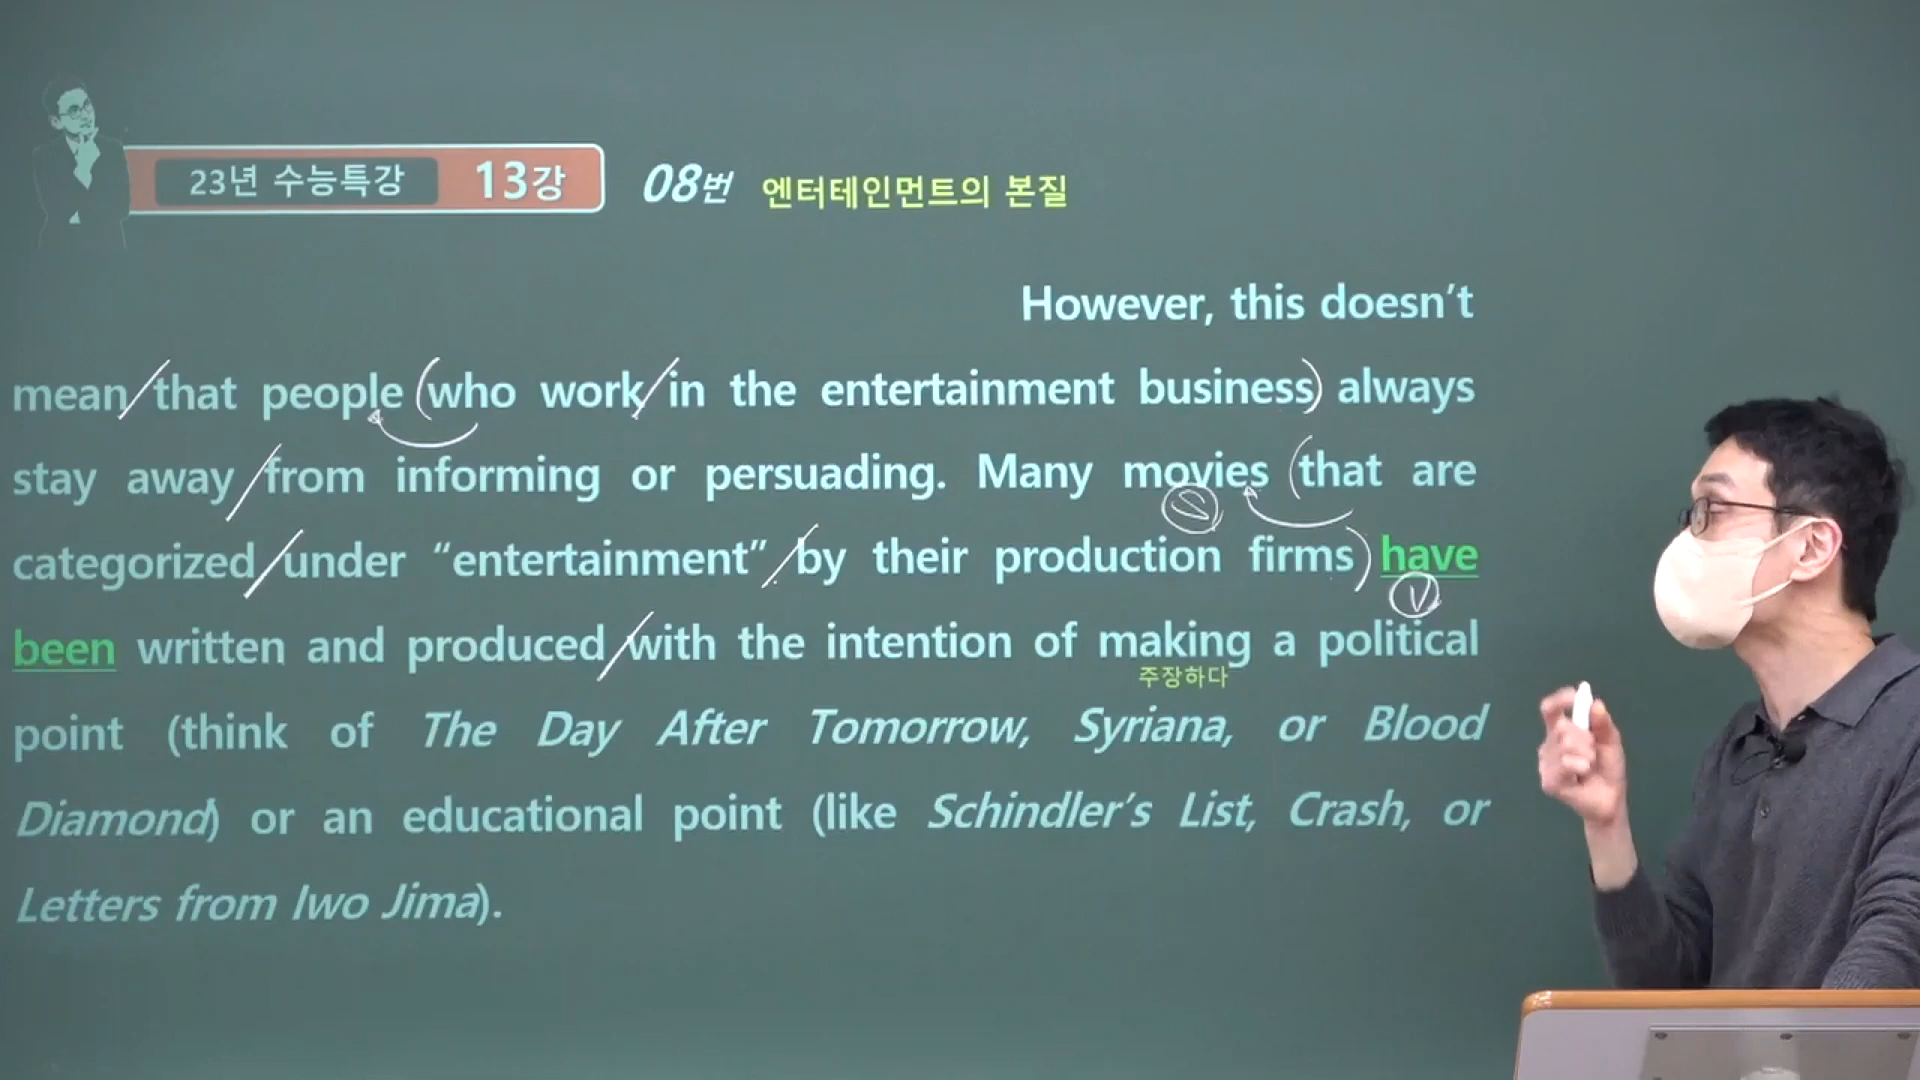 23년 수능특강 13강 08번 엔터테인먼트의 본질
However, this doesn't
mean that people (who work in the entertainment business) always
stay away from informing or persuading. Many movies (that are
S
categorized under “entertainment” by their production firms) have
V
been written and produced with the intention of making a political
주장하다
point (think of The Day After Tomorrow, Syriana, or Blood
Diamond) or an educational point (like Schindler's List, Crash, or
Letters from Iwo Jima).